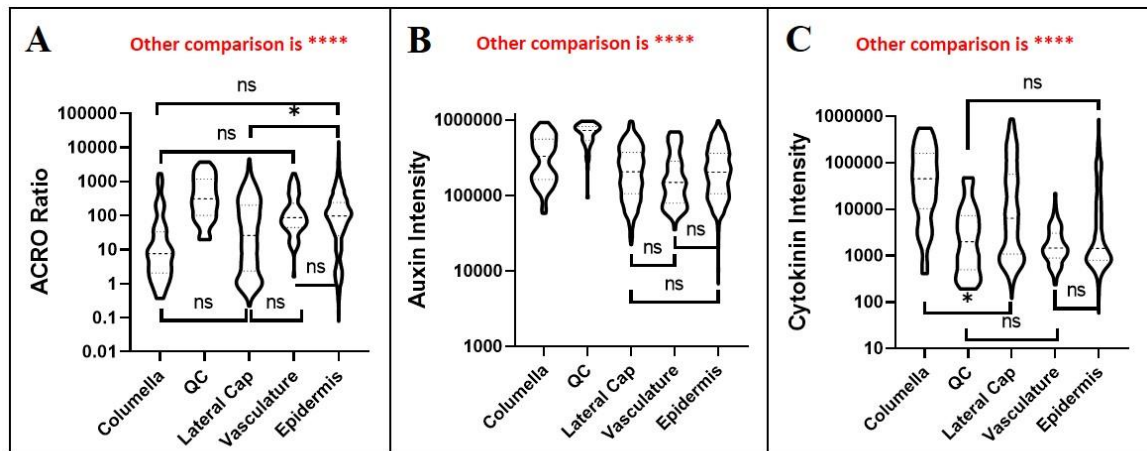 A
Other comparison is ****
ns
*
ns
100000
10000
1000
100
10
1
0.1
0.01
ACRO Ratio
ns
ns
ns
Columella
QC
Lateral Cap
Vasculature
Epidermis
B
Other comparison is ****
1000000
100000
10000
1000
Auxin Intensity
ns
ns
ns
Columella
QC
Lateral Cap
Vasculature
Epidermis
C
Other comparison is ****
ns
1000000
100000
10000
1000
100
10
Cytokinin Intensity
*
ns
ns
Columella
QC
Lateral Cap
Vasculature
Epidermis